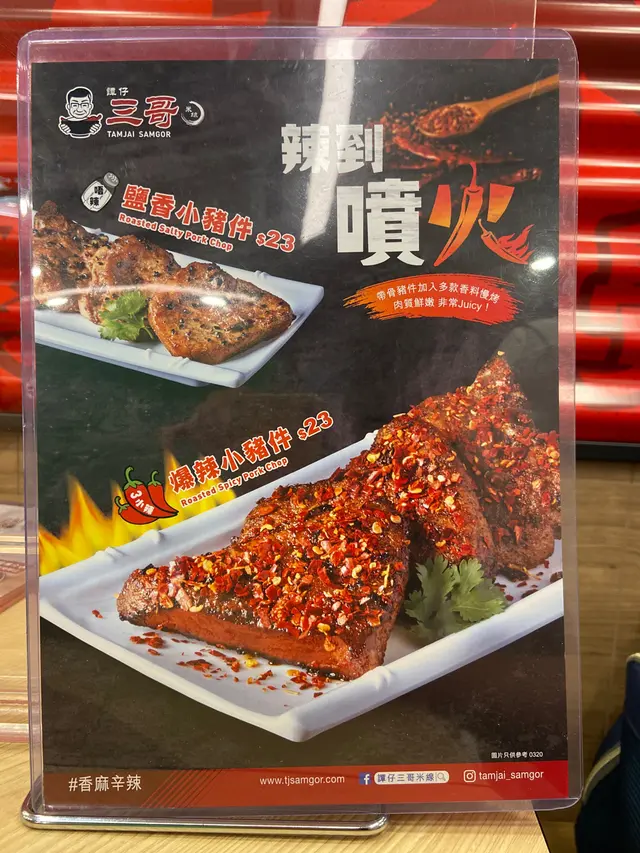 譚仔
三哥
米線
TAMJAI SAMGOR
辣到
噴火
唔辣
鹽香小豬件 $23
Roasted Salty Pork Chop
帶骨豬件加入多款香料慢烤
肉質鮮嫩 非常Juicy！
爆辣小豬件 $23
Roasted Spicy Pork Chop
3小辣
圖片只供參考 0320
#香麻辛辣
www.tjsamgor.com
譚仔三哥米線
tamjai_samgor